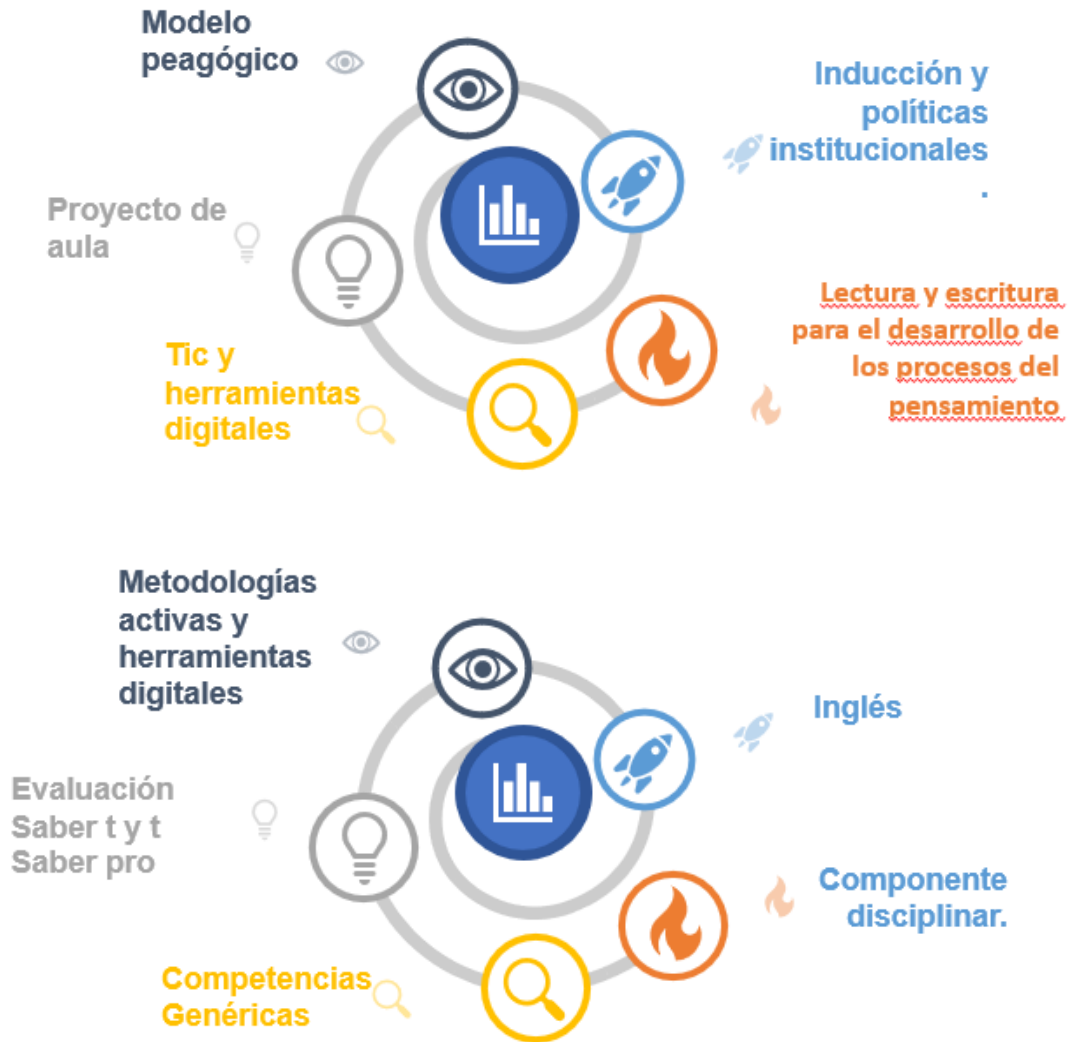 Modelo
peagógico
Inducción y
políticas
institucionales
.
Proyecto de
aula
Lectura y escritura
para el desarrollo de
los procesos del
pensamiento
Tic y
herramientas
digitales
Metodologías
activas y
herramientas
digitales
Inglés
Evaluación
Saber t y t
Saber pro
Componente
disciplinar.
Competencias
Genéricas